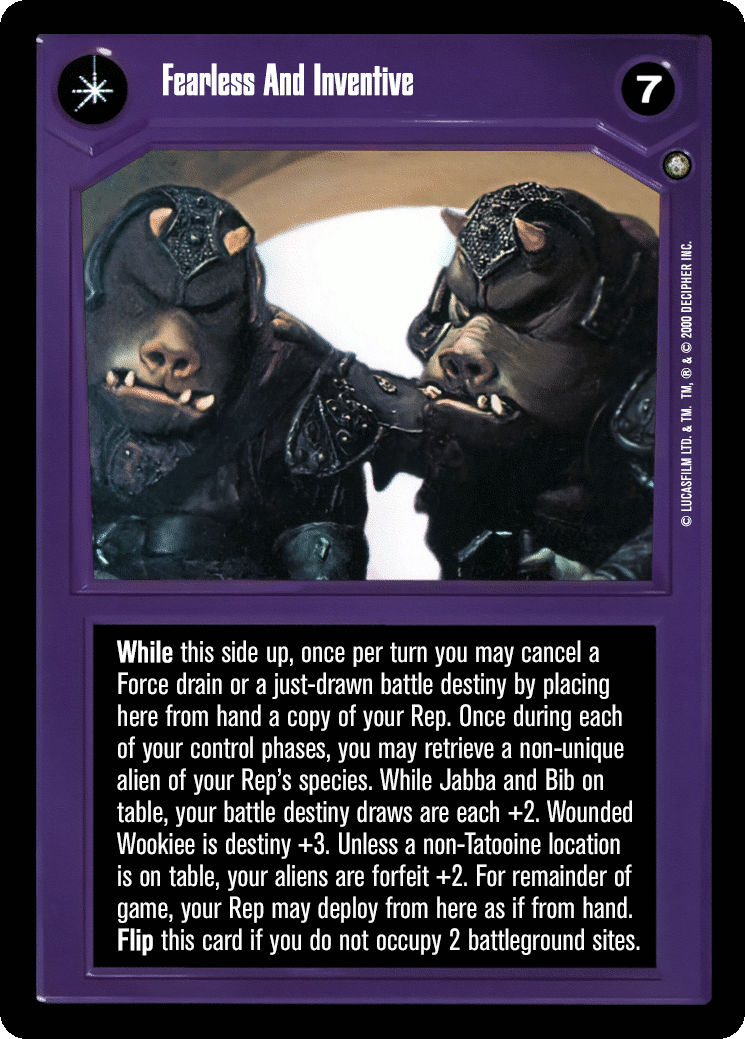 Fearless And Inventive
7
© LUCASFILM LTD. & TM. TM, ® & © 2000 DECIPHER INC.
While this side up, once per turn you may cancel a
Force drain or a just-drawn battle destiny by placing
here from hand a copy of your Rep. Once during each
of your control phases, you may retrieve a non-unique
alien of your Rep's species. While Jabba and Bib on
table, your battle destiny draws are each +2. Wounded
Wookiee is destiny +3. Unless a non-Tatooine location
is on table, your aliens are forfeit +2. For remainder of
game, your Rep may deploy from here as if from hand.
Flip this card if you do not occupy 2 battleground sites.